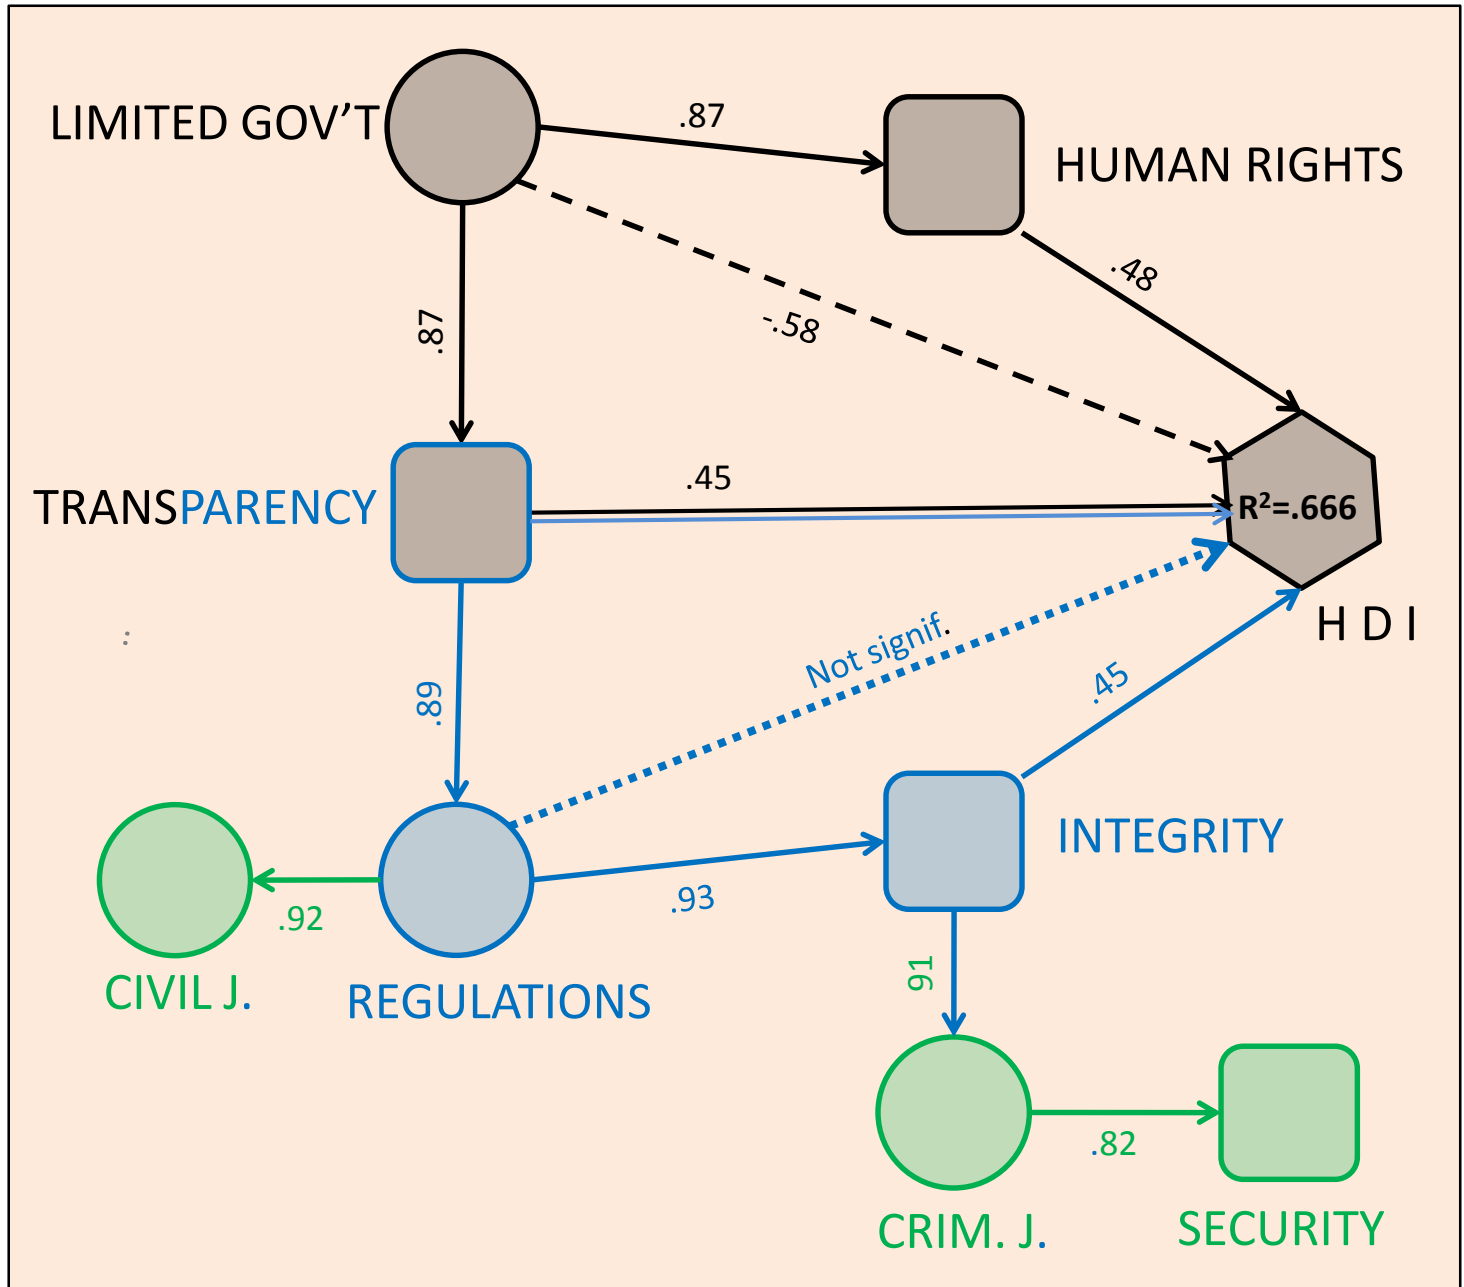 LIMITED GOV’T
.87
HUMAN RIGHTS
.48
.87
-.58
TRANSPARENCY
.45
R²=.666
H D I
:
Not signif.
.89
.45
INTEGRITY
.93
.92
CIVIL J.
REGULATIONS
91
.82
CRIM. J.
SECURITY